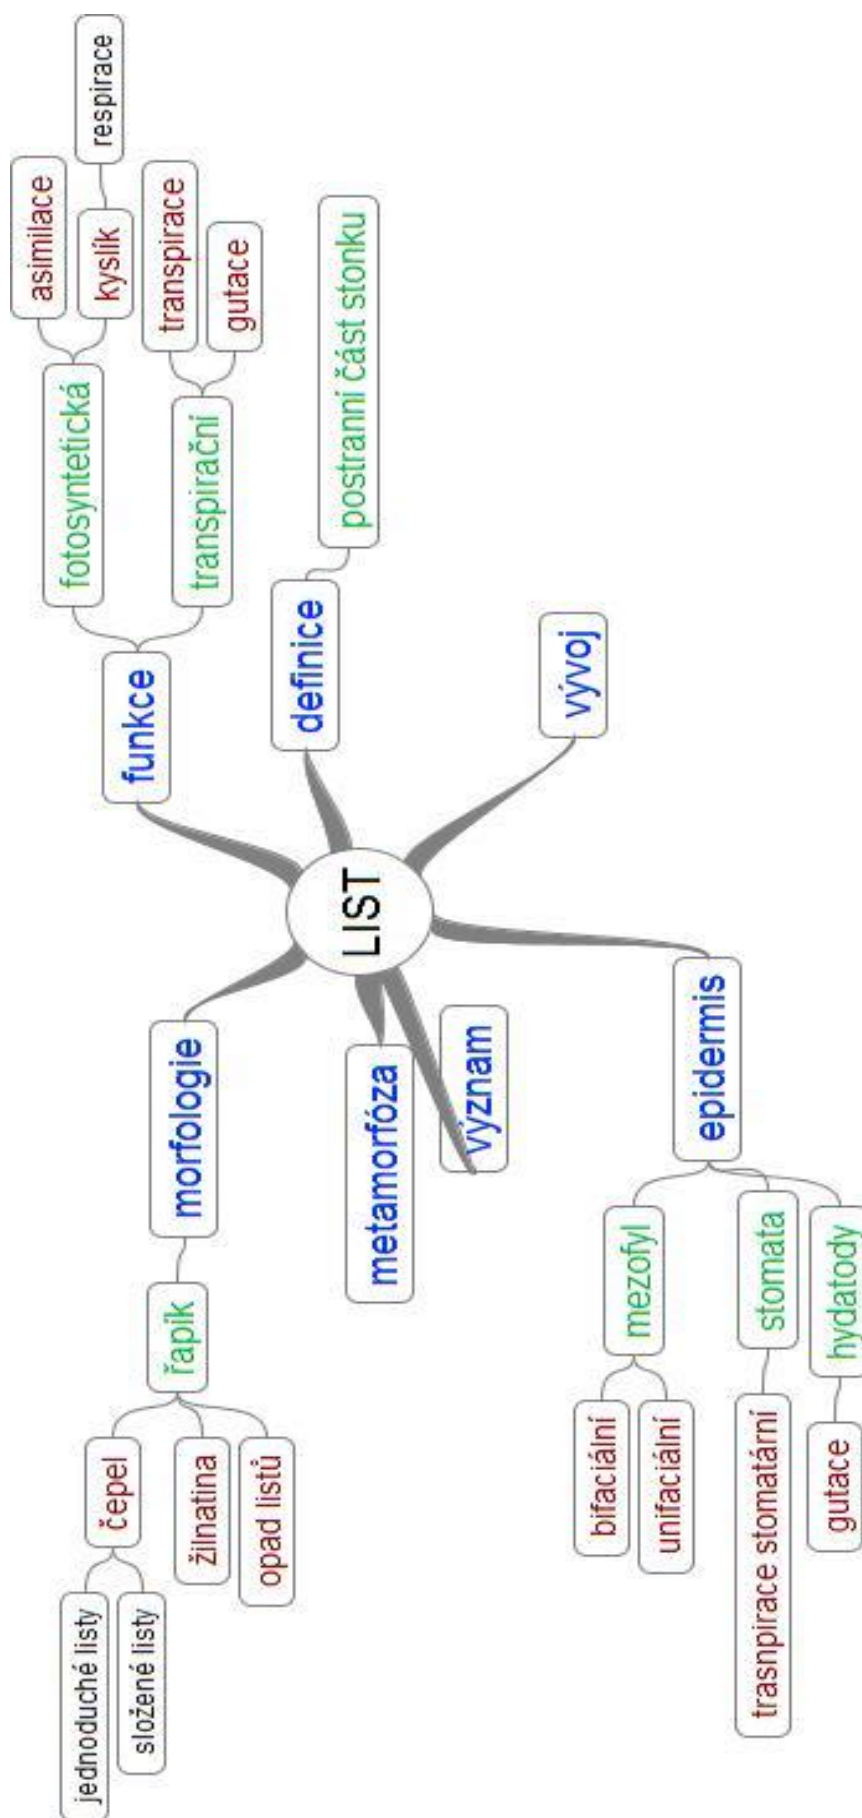 LIST
funkce
fotosyntetická
asimilace
kyslík
respirace
transpirační
transpirace
gutace
definice
postranní část stonku
vývoj
epidermis
mezofyl
bifaciální
unifaciální
stomata
trasnpirace stomatární
hydatody
gutace
význam
metamorfóza
morfologie
řapík
čepel
jednoduché listy
složené listy
žilnatina
opad listů